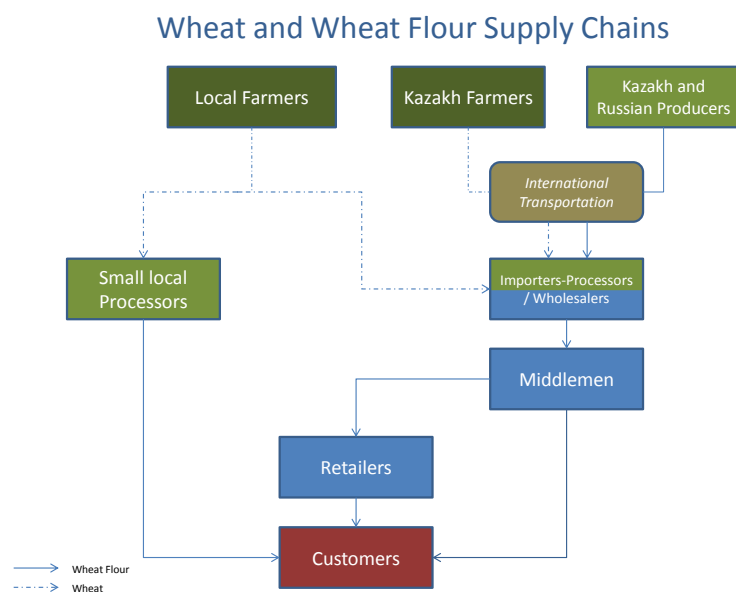 Wheat and Wheat Flour Supply Chains
Local Farmers
Kazakh Farmers
Kazakh and
Russian Producers
International
Transportation
Small local
Processors
Importers-Processors
/ Wholesalers
Middlemen
Retailers
Customers
Wheat Flour
Wheat